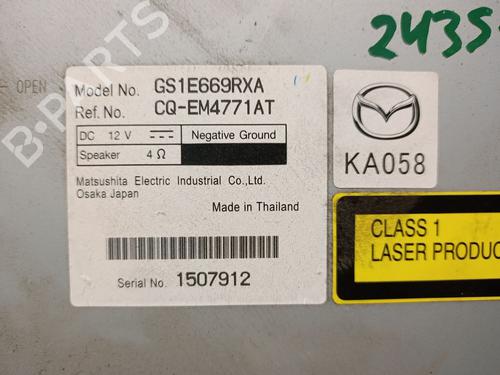 2435
OPEN
Model No. GS1E669RXA
Ref. No. CQ-EM4771AT
DC 12 V Negative Ground
Speaker 4 Ω
Matsushita Electric Industrial Co.,Ltd.
Osaka Japan
Made in Thailand
Serial No. 1507912
KA058
CLASS 1
LASER PRODUC
B-PARTS